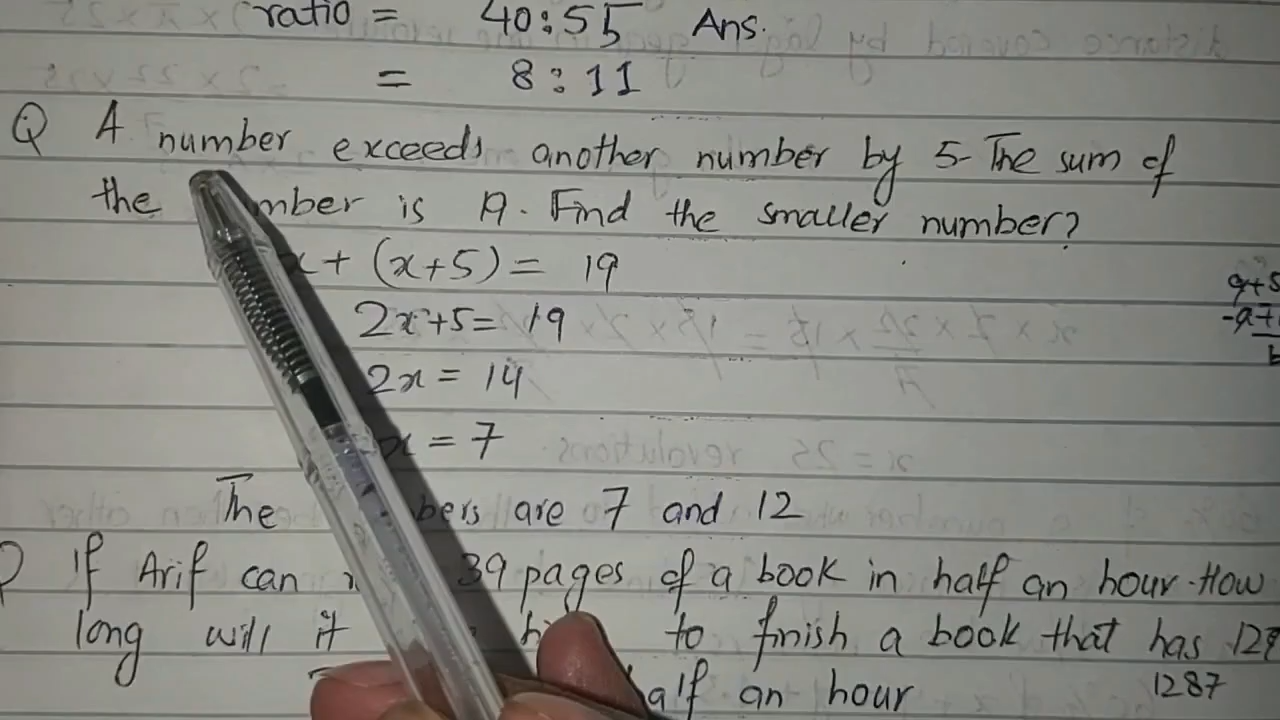 ratio = 40:55 Ans.
= 8:11
Q A number exceeds another number by 5. The sum of
the mber is 19. Find the smaller number?
x + (x+5) = 19
2x+5 = 19
2x = 14
x = 7
The bers are 7 and 12
If Arif can 39 pages of a book in half an hour. How
long will it to finish a book that has
half an hour 1287